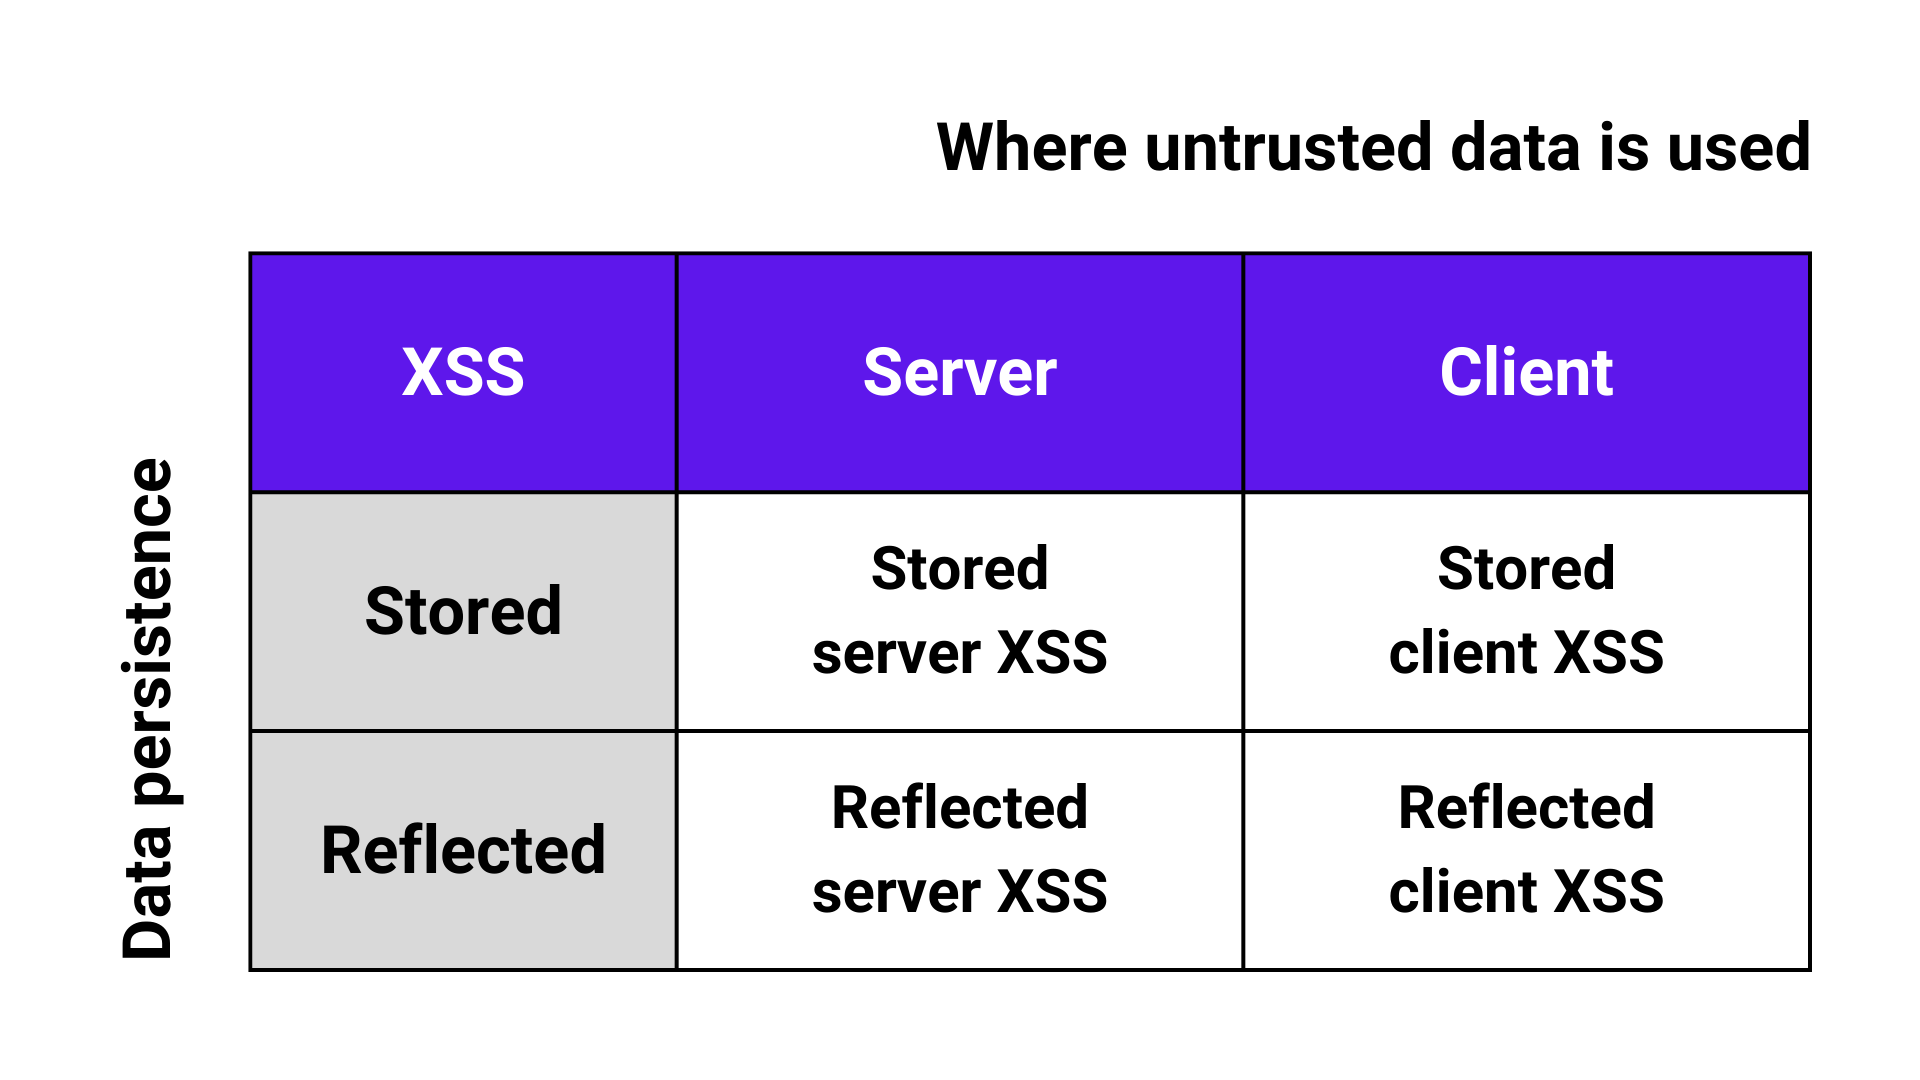 Where untrusted data is used
Data persistence
XSS
Server
Client
Stored
Stored
server XSS
Stored
client XSS
Reflected
Reflected
server XSS
Reflected
client XSS